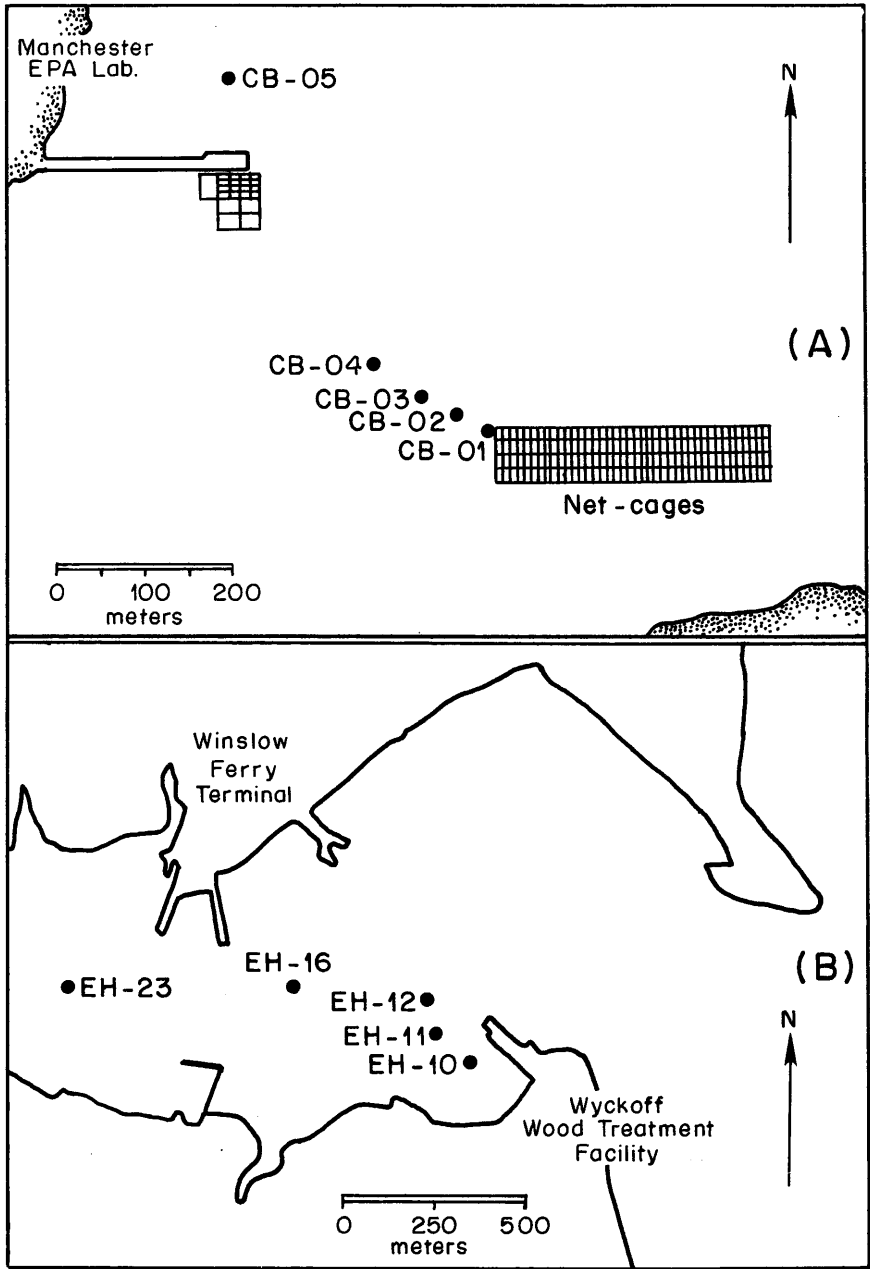 Manchester
EPA Lab.
CB-05
N
(A)
CB-04
CB-03
CB-02
CB-01
Net-cages
0 100 200
meters
Winslow
Ferry
Terminal
EH-16
(B)
EH-23
EH-12
N
EH-11
EH-10
Wyckoff
Wood Treatment
Facility
0 250 500
meters